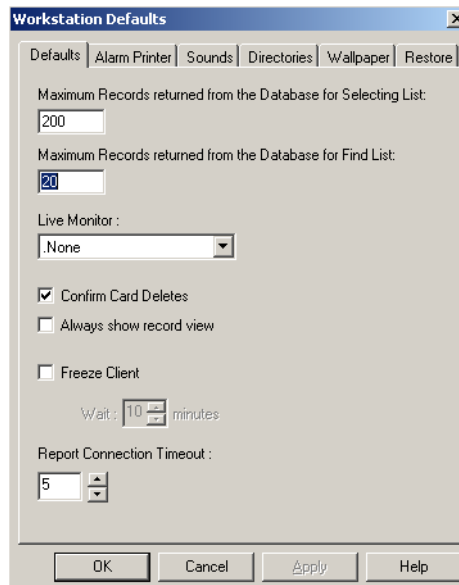 Workstation Defaults
Defaults Alarm Printer Sounds Directories Wallpaper Restore
Maximum Records returned from the Database for Selecting List:
200
Maximum Records returned from the Database for Find List:
20
Live Monitor :
.None
Confirm Card Deletes
Always show record view
Freeze Client
Wait : 10 minutes
Report Connection Timeout :
5
OK Cancel Apply Help